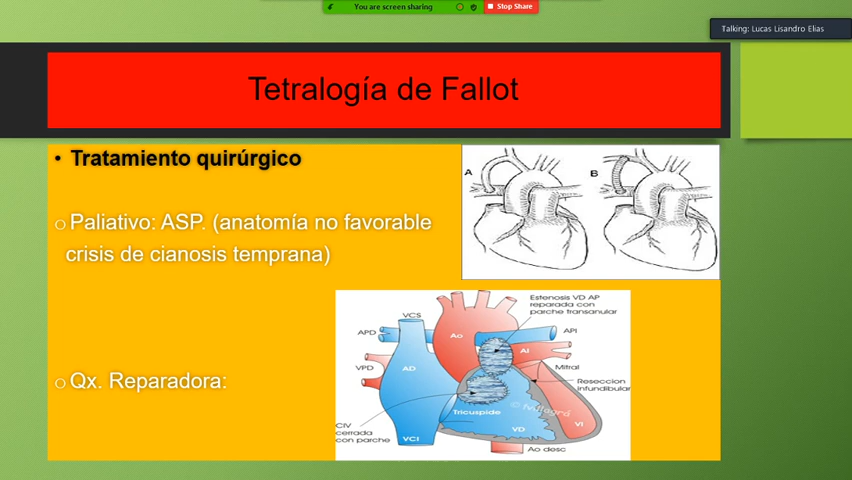 You are screen sharing
Stop Share
Talking: Lucas Lisandro Elias
Tetralogía de Fallot
• Tratamiento quirúrgico
o Paliativo: ASP. (anatomía no favorable
crisis de cianosis temprana)
A
B
o Qx. Reparadora:
Estenosis VD AP
reparada con
parche transanular
VCS
APD
Ao
API
VPD
AD
AI
Mitral
Reseccion
infundibular
Tricuspide
CIV
cerrada
con parche
VCI
VD
VI
Ao desc